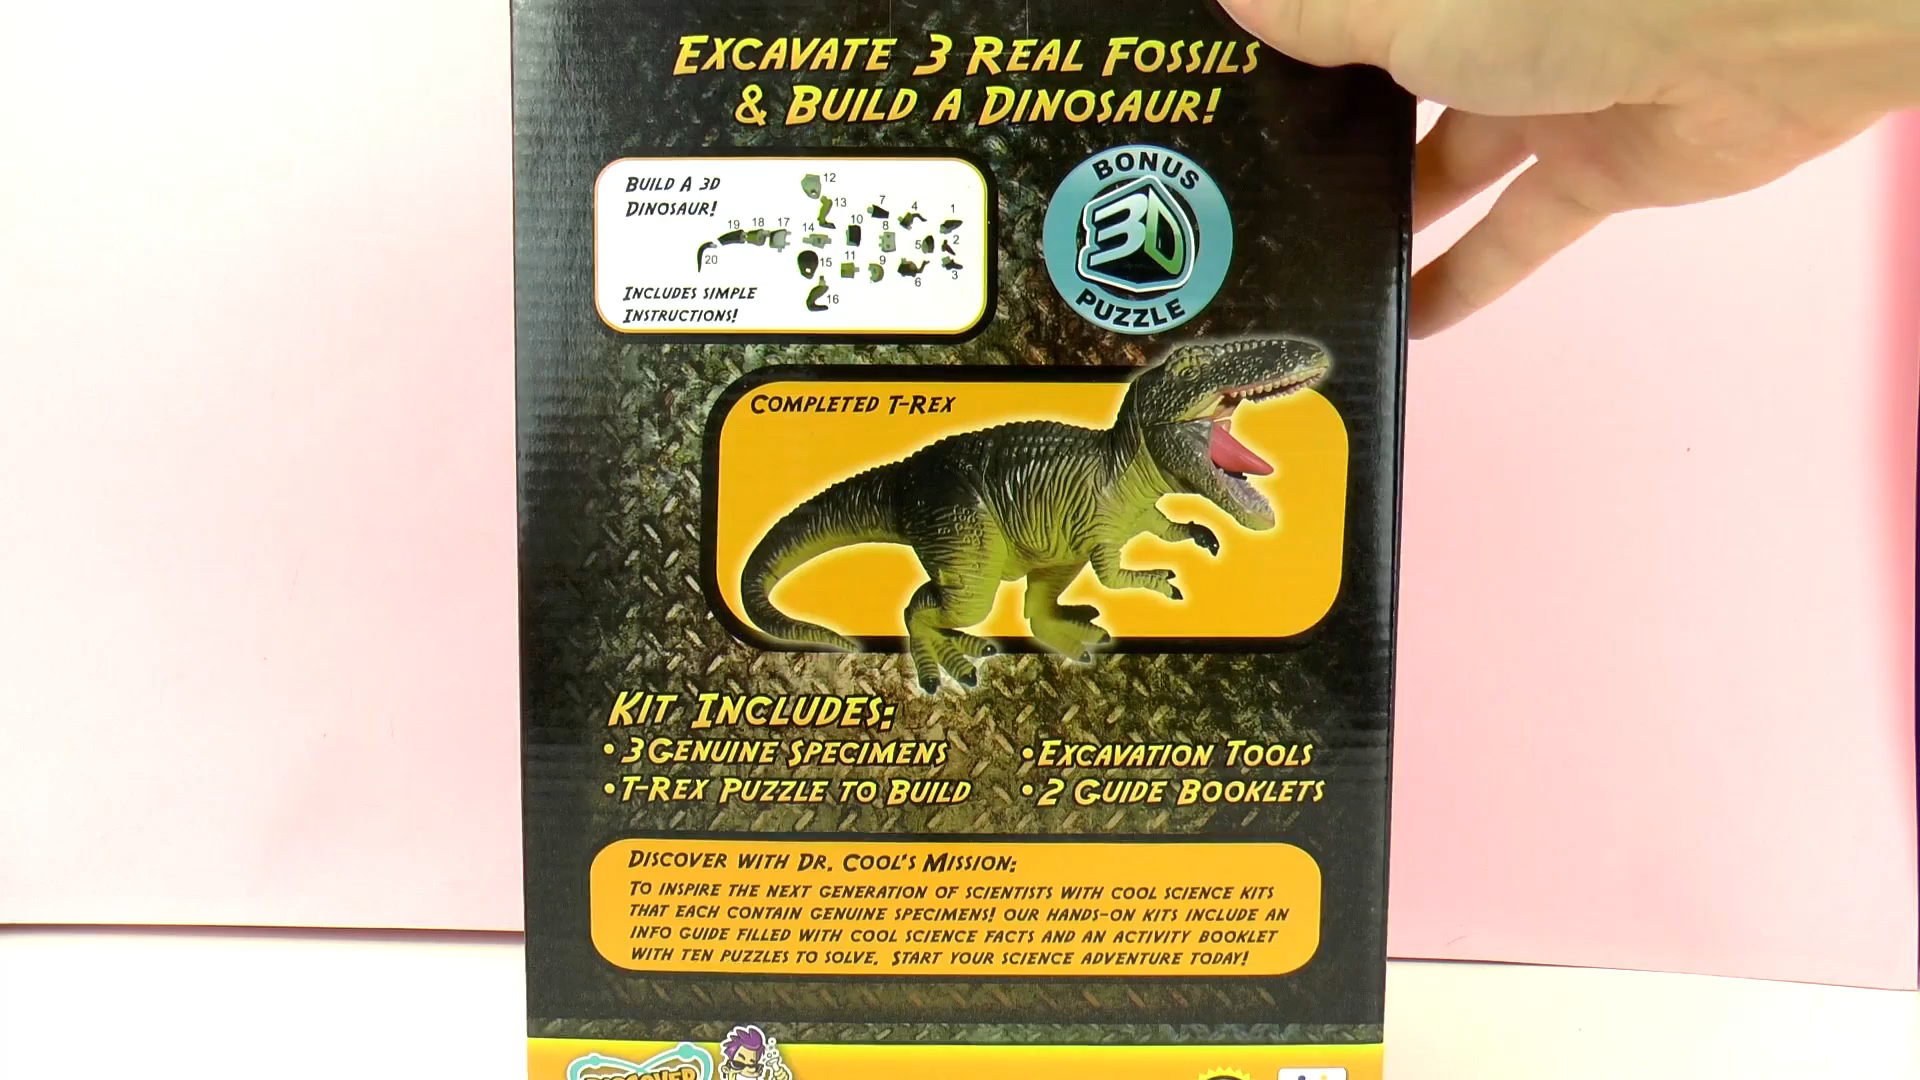 EXCAVATE 3 REAL FOSSILS
& BUILD A DINOSAUR!
BUILD A 3D
DINOSAUR!
12
13
7
4
1
19
18
17
14
10
8
5
2
20
15
11
9
6
3
16
INCLUDES SIMPLE
INSTRUCTIONS!
BONUS
3D
PUZZLE
COMPLETED T-REX
KIT INCLUDES:
• 3 GENUINE SPECIMENS
• EXCAVATION TOOLS
• T-REX PUZZLE TO BUILD
• 2 GUIDE BOOKLETS
DISCOVER WITH DR. COOL'S MISSION:
TO INSPIRE THE NEXT GENERATION OF SCIENTISTS WITH COOL SCIENCE KITS
THAT EACH CONTAIN GENUINE SPECIMENS! OUR HANDS-ON KITS INCLUDE AN
INFO GUIDE FILLED WITH COOL SCIENCE FACTS AND AN ACTIVITY BOOKLET
WITH TEN PUZZLES TO SOLVE. START YOUR SCIENCE ADVENTURE TODAY!
DISCOVER